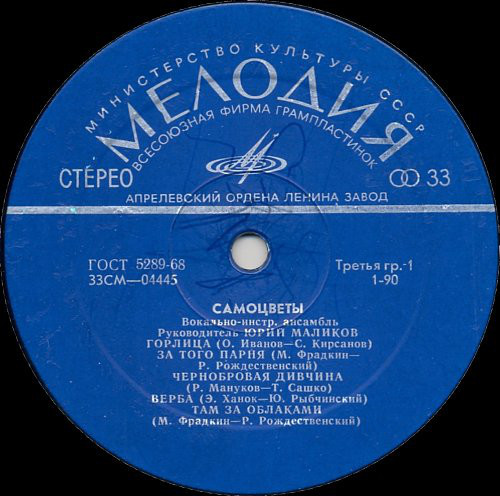 МИНИСТЕРСТВО КУЛЬТУРЫ СССР
МЕЛОДИЯ
ВСЕСОЮЗНАЯ ФИРМА ГРАМПЛАСТИНОК
СТЕРЕО
33
АПРЕЛЕВСКИЙ ОРДЕНА ЛЕНИНА ЗАВОД
ГОСТ 5289-68
Третья гр.-1
33СМ—04445
1-90
САМОЦВЕТЫ
Вокально-инстр. ансамбль
Руководитель ЮРИЙ МАЛИКОВ
ГОРЛИЦА (О. Иванов—С. Кирсанов)
ЗА ТОГО ПАРНЯ (М. Фрадкин—
Р. Рождественский)
ЧЕРНОБРОВАЯ ДИВЧИНА
(Р. Мануков—Т. Сашко)
ВЕРБА (Э. Ханок—Ю. Рыбчинский)
ТАМ ЗА ОБЛАКАМИ
(М. Фрадкин—Р. Рождественский)